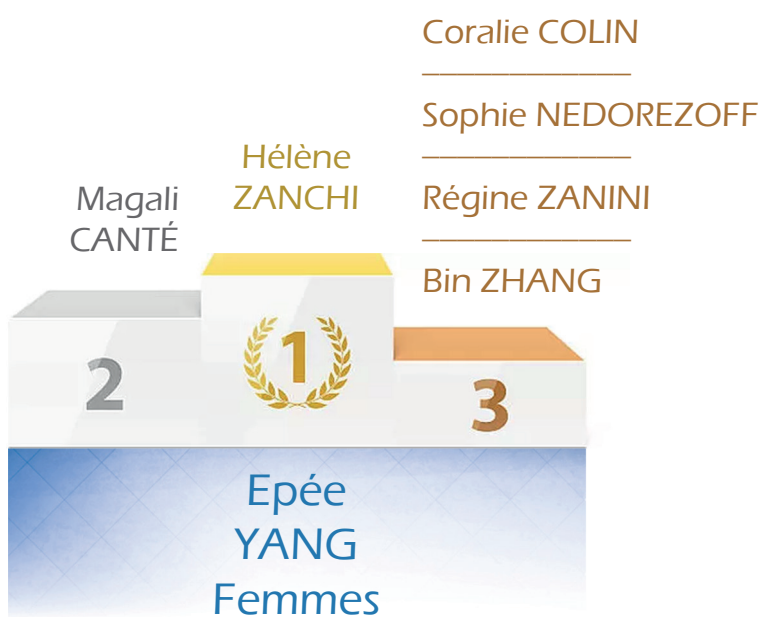 Coralie COLIN
Sophie NEDOREZOFF
Régine ZANINI
Bin ZHANG
Hélène
ZANCHI
Magali
CANTÉ
2
1
3
Epée
YANG
Femmes